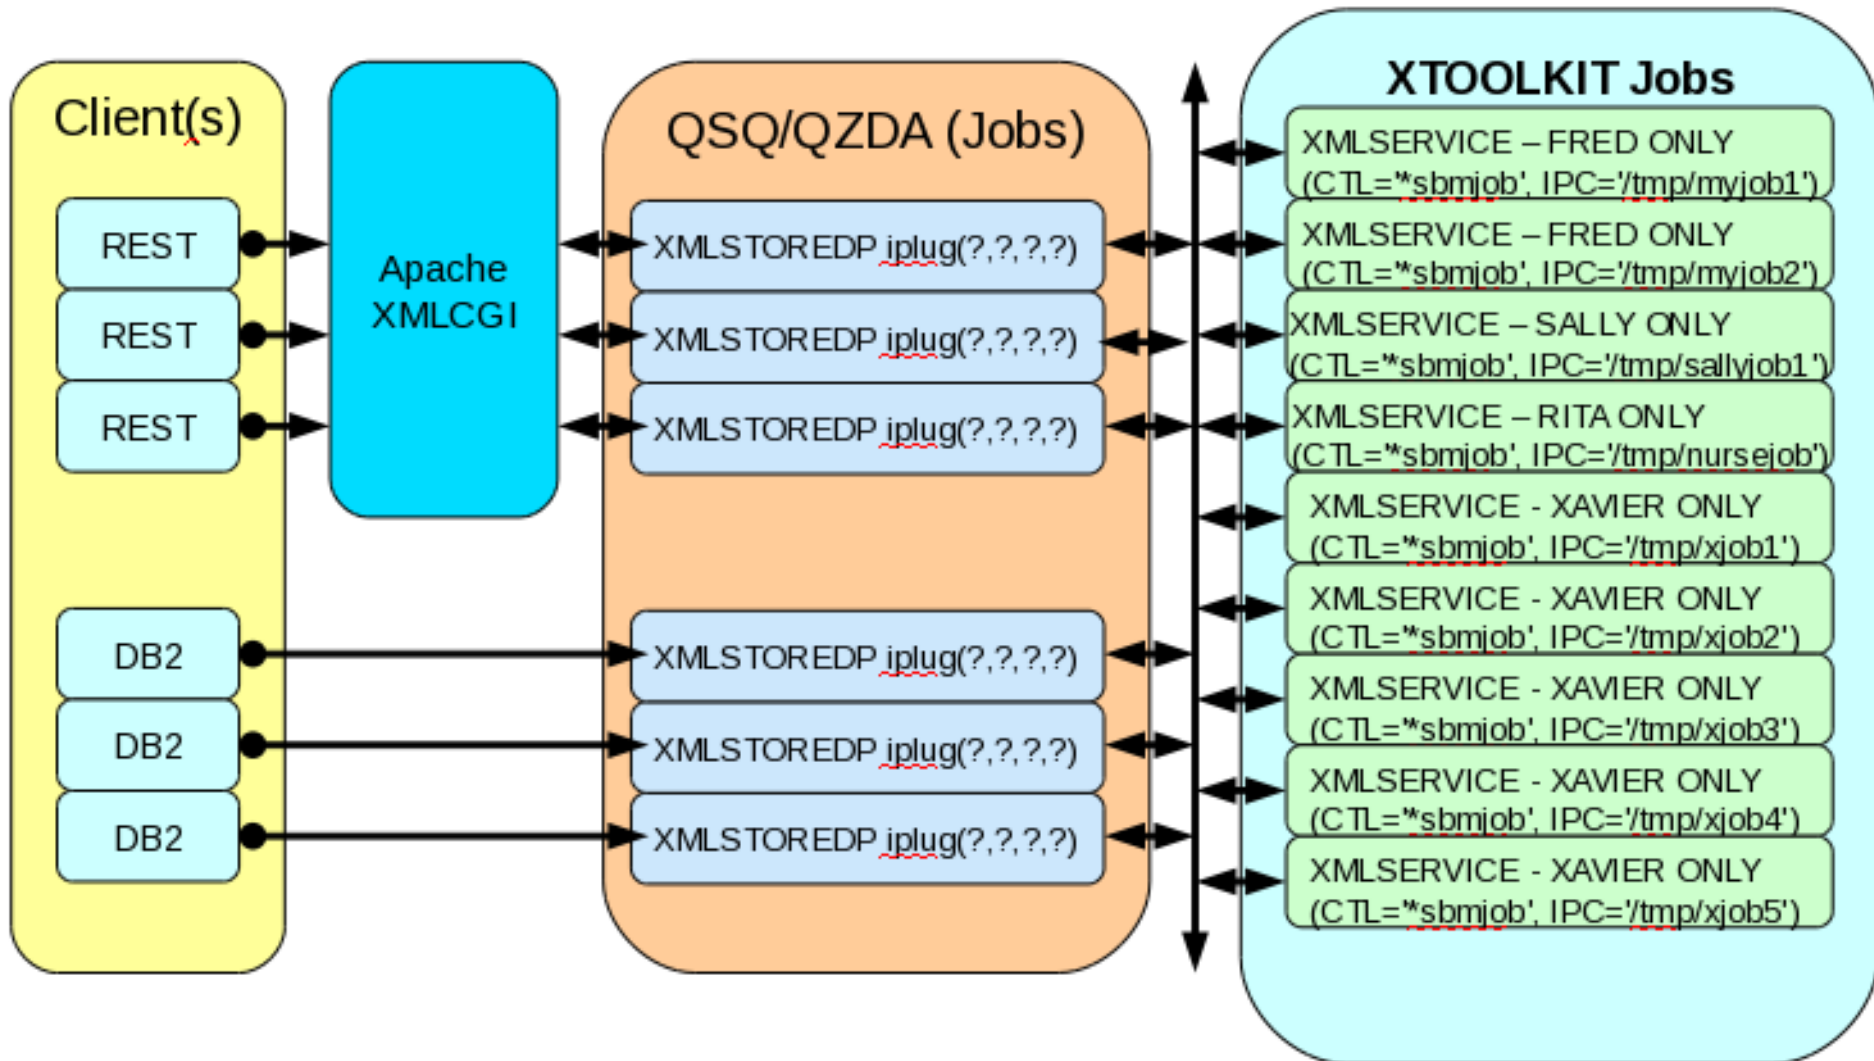 Client(s)
REST
REST
REST
DB2
DB2
DB2
Apache
XMLCGI
QSQ/QZDA (Jobs)
XMLSTOREDP iplug(?,?,?,?)
XMLSTOREDP iplug(?,?,?,?)
XMLSTOREDP iplug(?,?,?,?)
XMLSTOREDP iplug(?,?,?,?)
XMLSTOREDP iplug(?,?,?,?)
XMLSTOREDP iplug(?,?,?,?)
XTOOLKIT Jobs
XMLSERVICE – FRED ONLY
(CTL='*sbmjob', IPC='/tmp/myjob1')
XMLSERVICE – FRED ONLY
(CTL='*sbmjob', IPC='/tmp/myjob2')
XMLSERVICE – SALLY ONLY
(CTL='*sbmjob', IPC='/tmp/sallyjob1')
XMLSERVICE – RITA ONLY
(CTL='*sbmjob', IPC='/tmp/nursejob')
XMLSERVICE - XAVIER ONLY
(CTL='*sbmjob', IPC='/tmp/xjob1')
XMLSERVICE - XAVIER ONLY
(CTL='*sbmjob', IPC='/tmp/xjob2')
XMLSERVICE - XAVIER ONLY
(CTL='*sbmjob', IPC='/tmp/xjob3')
XMLSERVICE - XAVIER ONLY
(CTL='*sbmjob', IPC='/tmp/xjob4')
XMLSERVICE - XAVIER ONLY
(CTL='*sbmjob', IPC='/tmp/xjob5')